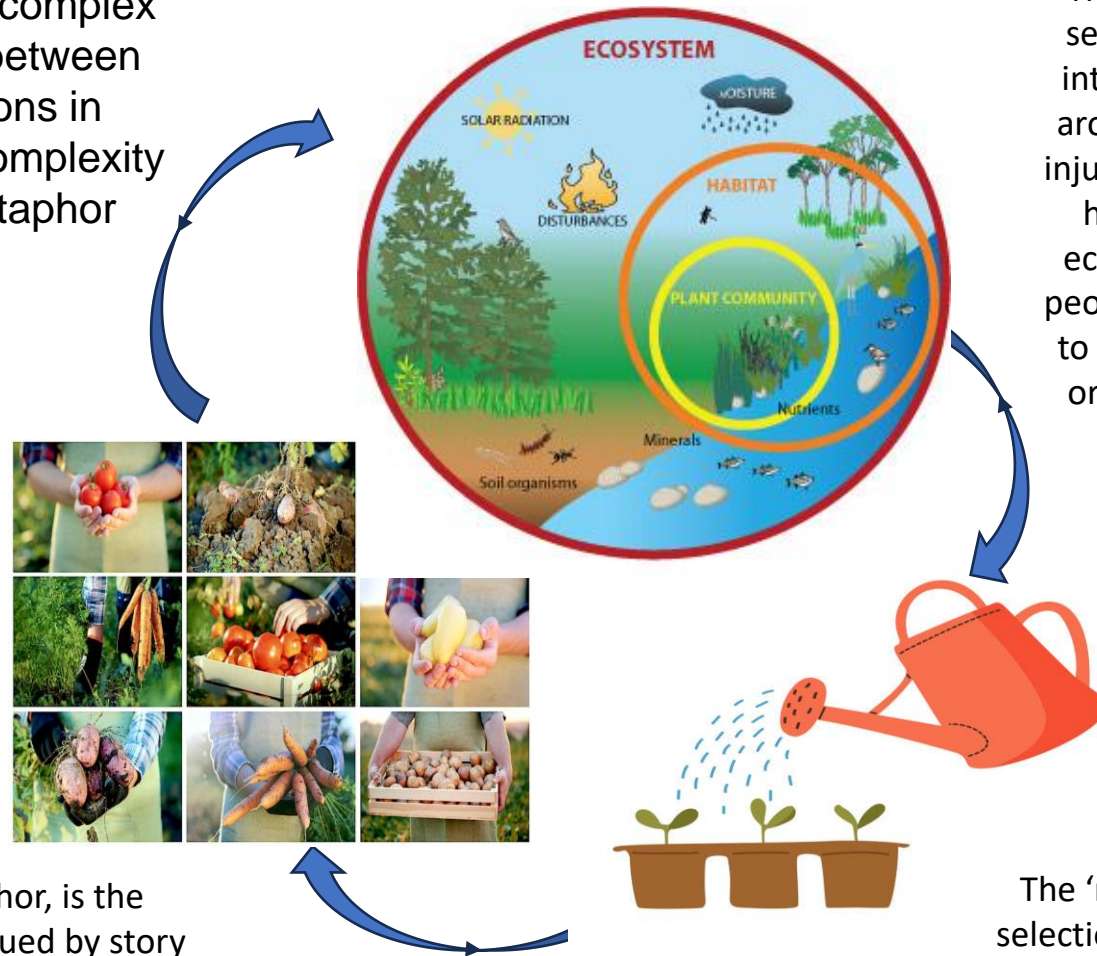 complex
between
ons in
omplexity
taphor
ECOSYSTEM
MOISTURE
SOLAR RADIATION
HABITAT
DISTURBANCES
PLANT COMMUNITY
Nutrients
Minerals
Soil organisms
se
int
aro
inju
h
ec
peo
to
or
hor, is the
ued by story
The ‘
selectio